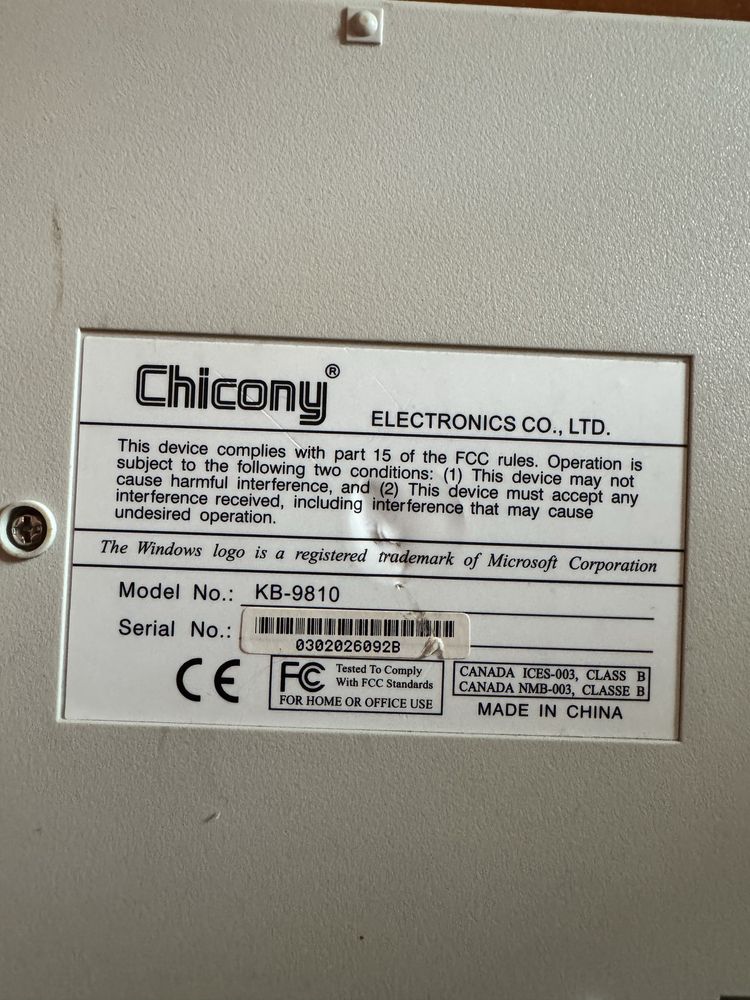 Chicony®
ELECTRONICS CO., LTD.
This device complies with part 15 of the FCC rules. Operation is
subject to the following two conditions: (1) This device may not
cause harmful interference, and (2) This device must accept any
interference received, including interference that may cause
undesired operation.
The Windows logo is a registered trademark of Microsoft Corporation
Model No.: KB-9810
Serial No.:
0302026092B
CE
FC
Tested To Comply
With FCC Standards
FOR HOME OR OFFICE USE
CANADA ICES-003, CLASS B
CANADA NMB-003, CLASSE B
MADE IN CHINA